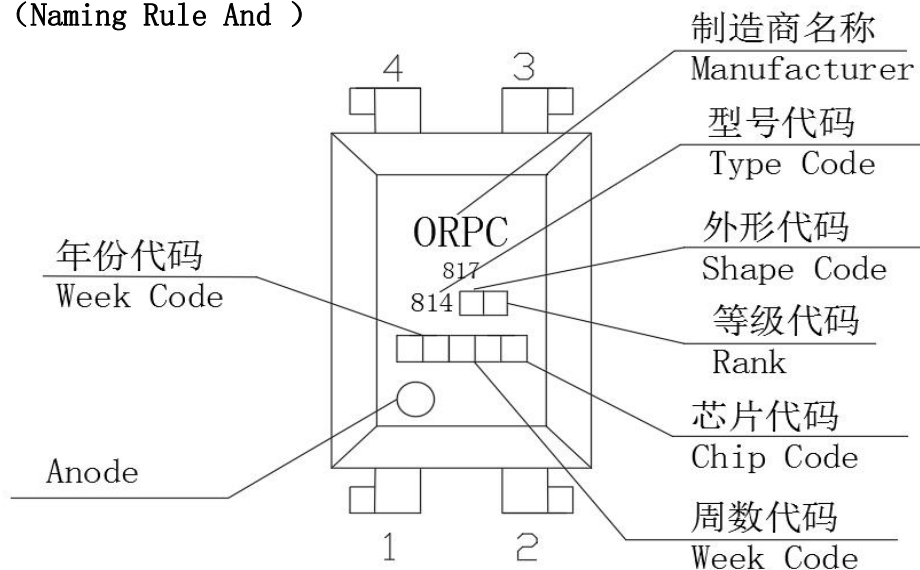 (Naming Rule And )
制造商名称
Manufacturer
4
3
型号代码
Type Code
ORPC
外形代码
Shape Code
817
年份代码
Week Code
814
等级代码
Rank
芯片代码
Chip Code
Anode
周数代码
Week Code
1
2